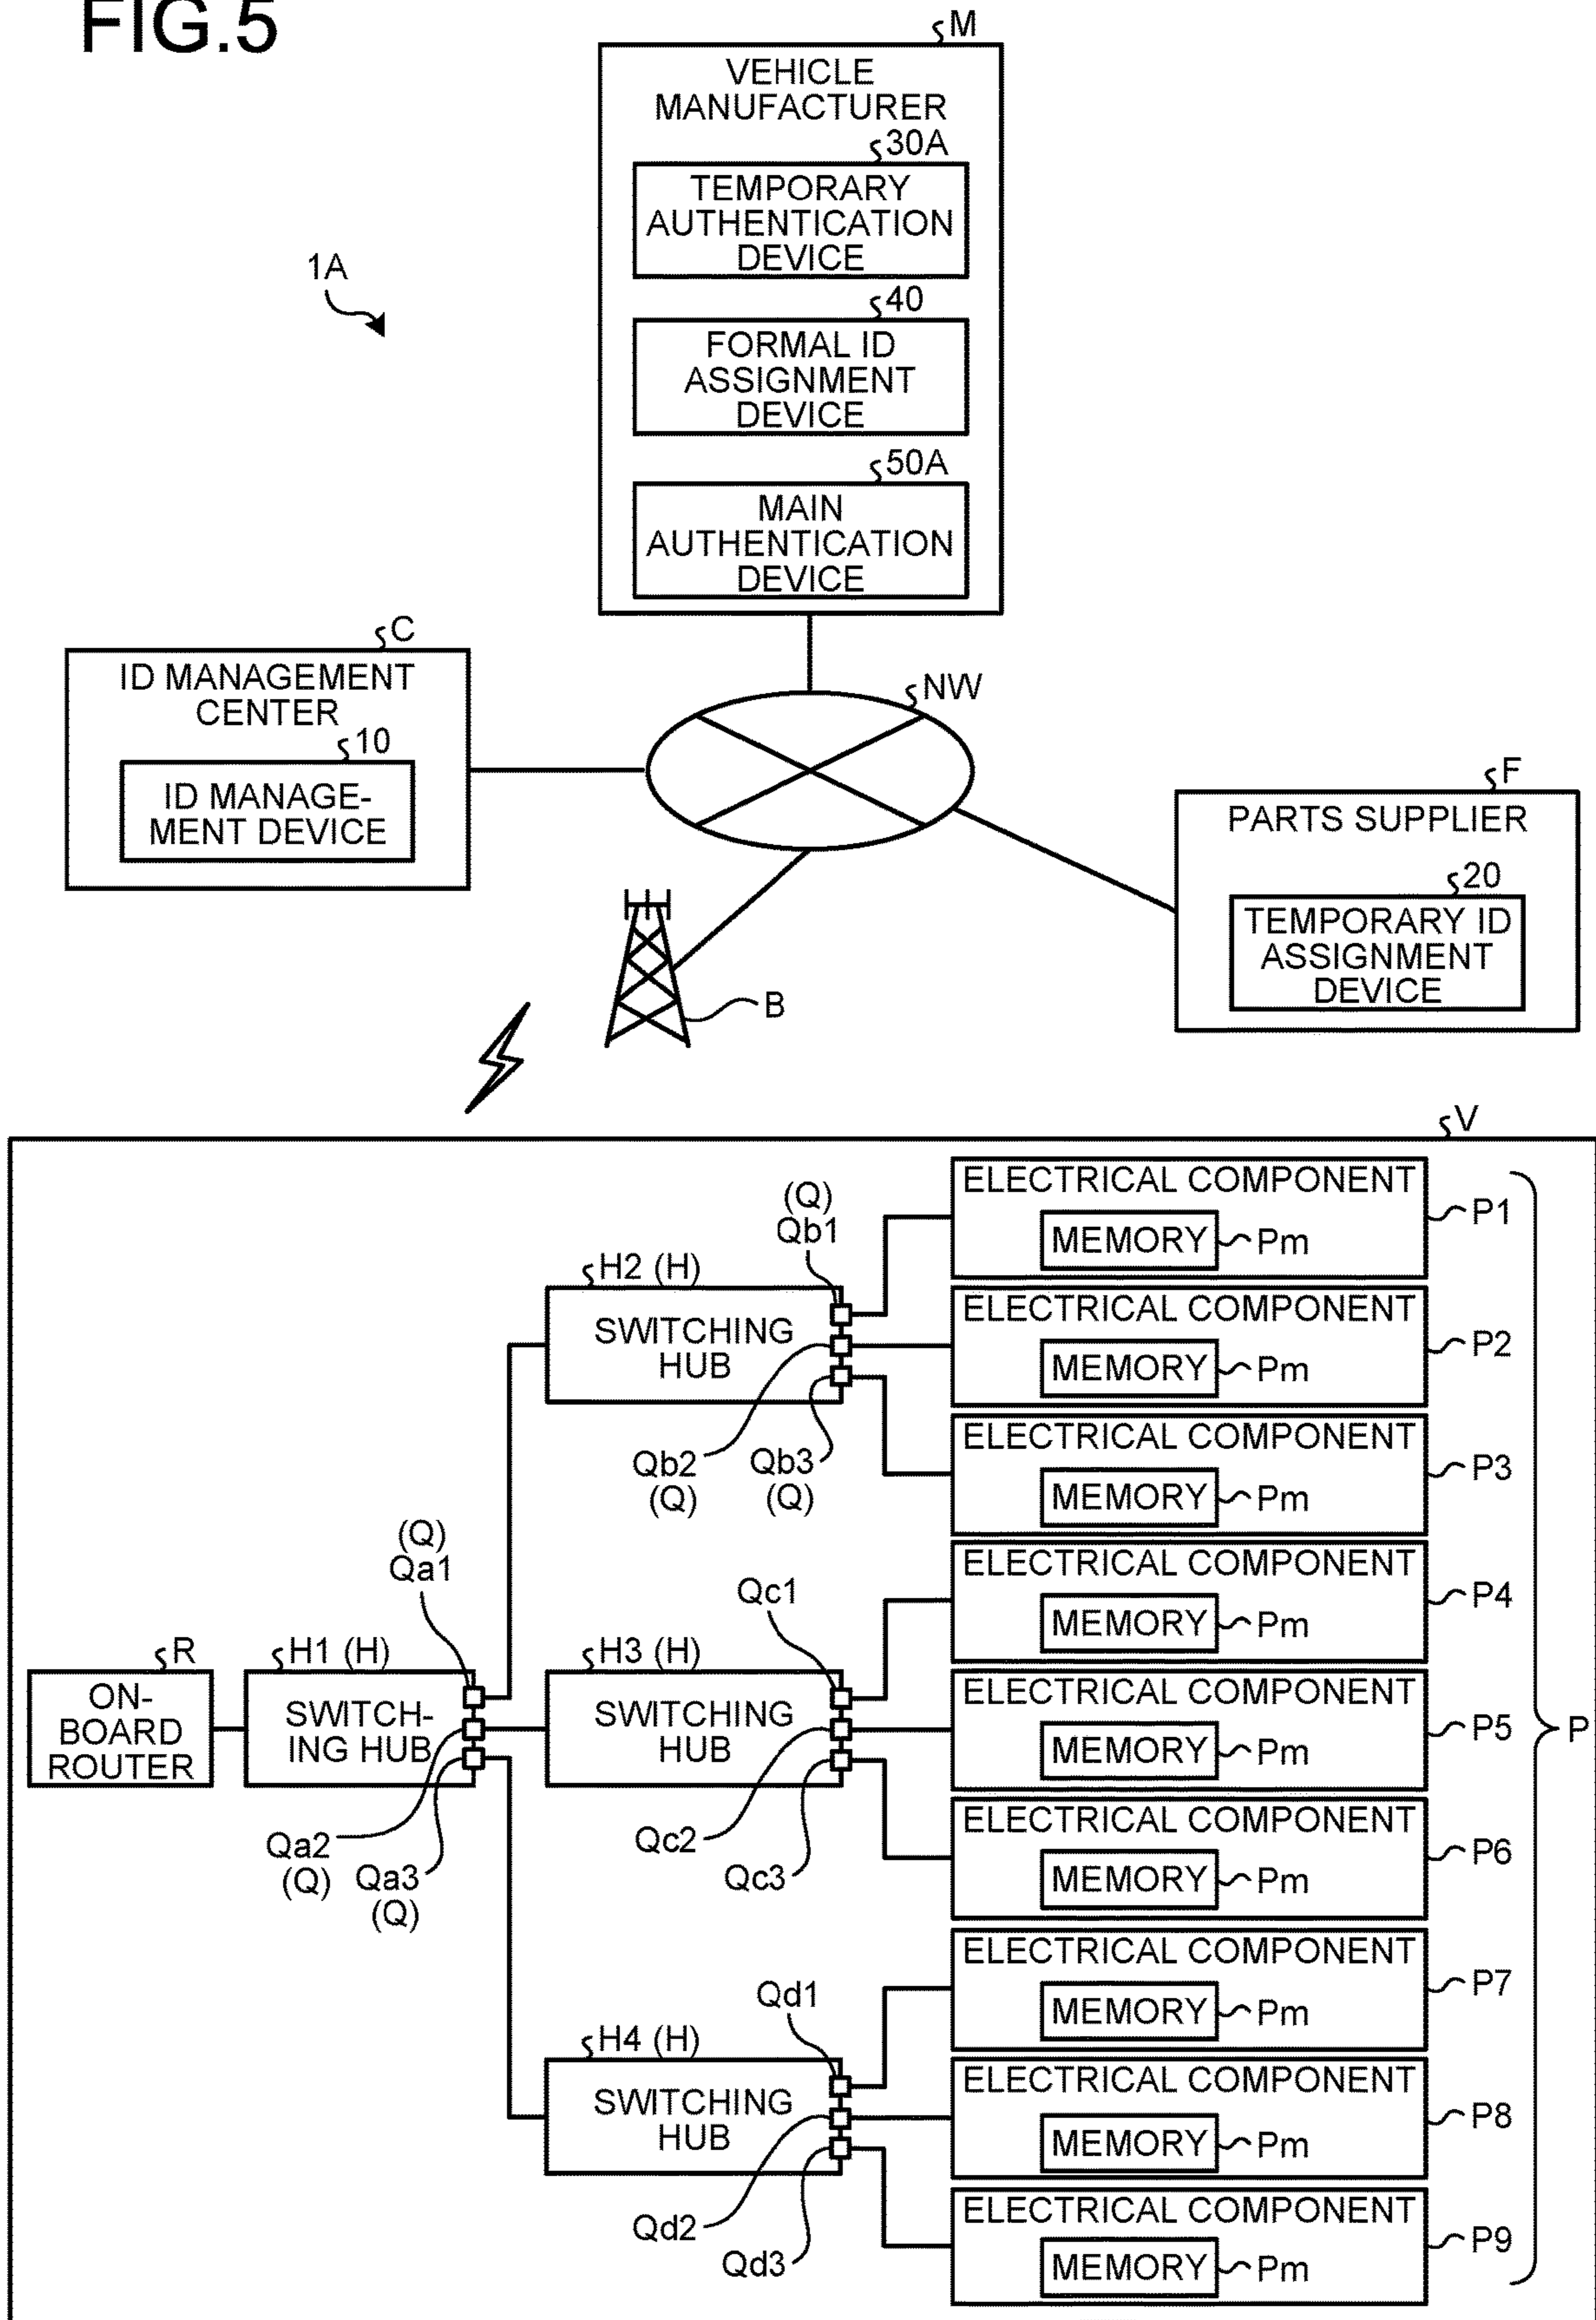 FIG.5
M
VEHICLE
MANUFACTURER
30A
TEMPORARY
AUTHENTICATION
DEVICE
1A
40
FORMAL ID
ASSIGNMENT
DEVICE
50A
MAIN
AUTHENTICATION
DEVICE
C
ID MANAGEMENT
CENTER
10
ID MANAGE-
MENT DEVICE
NW
F
PARTS SUPPLIER
20
TEMPORARY ID
ASSIGNMENT
DEVICE
B
V
ELECTRICAL COMPONENT
MEMORY
Pm
P1
(Q)
Qb1
H2 (H)
SWITCHING
HUB
ELECTRICAL COMPONENT
MEMORY
Pm
P2
Qb2
(Q)
Qb3
(Q)
ELECTRICAL COMPONENT
MEMORY
Pm
P3
(Q)
Qa1
Qc1
ELECTRICAL COMPONENT
MEMORY
Pm
P4
R
ON-
BOARD
ROUTER
H1 (H)
SWITCH-
ING HUB
H3 (H)
SWITCHING
HUB
ELECTRICAL COMPONENT
MEMORY
Pm
P5
P
Qa2
(Q)
Qa3
(Q)
Qc2
Qc3
ELECTRICAL COMPONENT
MEMORY
Pm
P6
Qd1
ELECTRICAL COMPONENT
MEMORY
Pm
P7
H4 (H)
SWITCHING
HUB
ELECTRICAL COMPONENT
MEMORY
Pm
P8
Qd2
Qd3
ELECTRICAL COMPONENT
MEMORY
Pm
P9